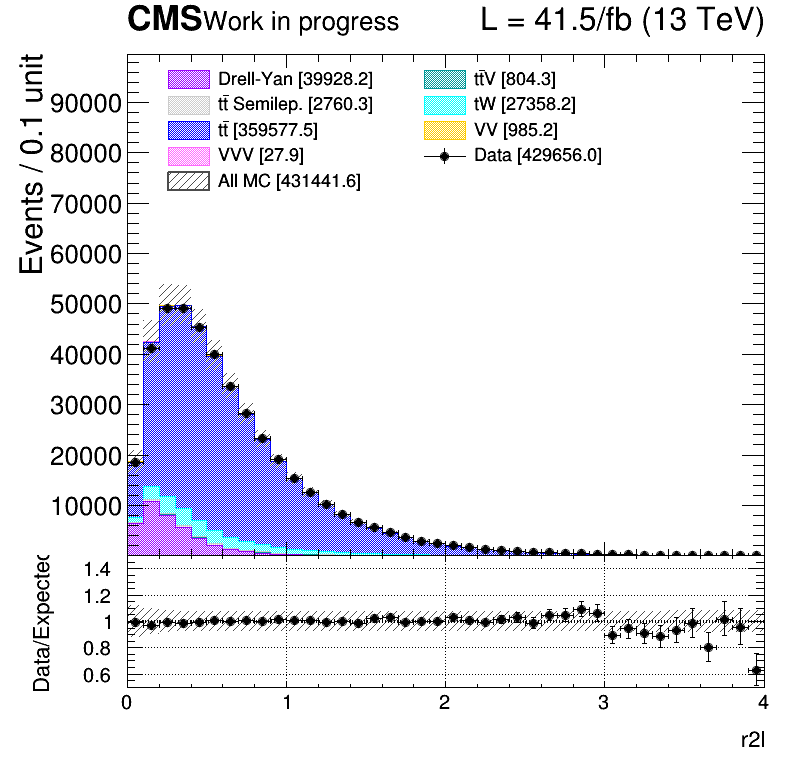 CMS Work in progress L = 41.5/fb (13 TeV)
Events / 0.1 unit
90000
80000
70000
60000
50000
40000
30000
20000
10000
Drell-Yan [39928.2]
tt̄ Semilep. [2760.3]
tt̄ [359577.5]
VVV [27.9]
All MC [431441.6]
tt̄V [804.3]
tW [27358.2]
VV [985.2]
Data [429656.0]
Data/Expected
1.4
1.2
1
0.8
0.6
0 1 2 3 4
r2l